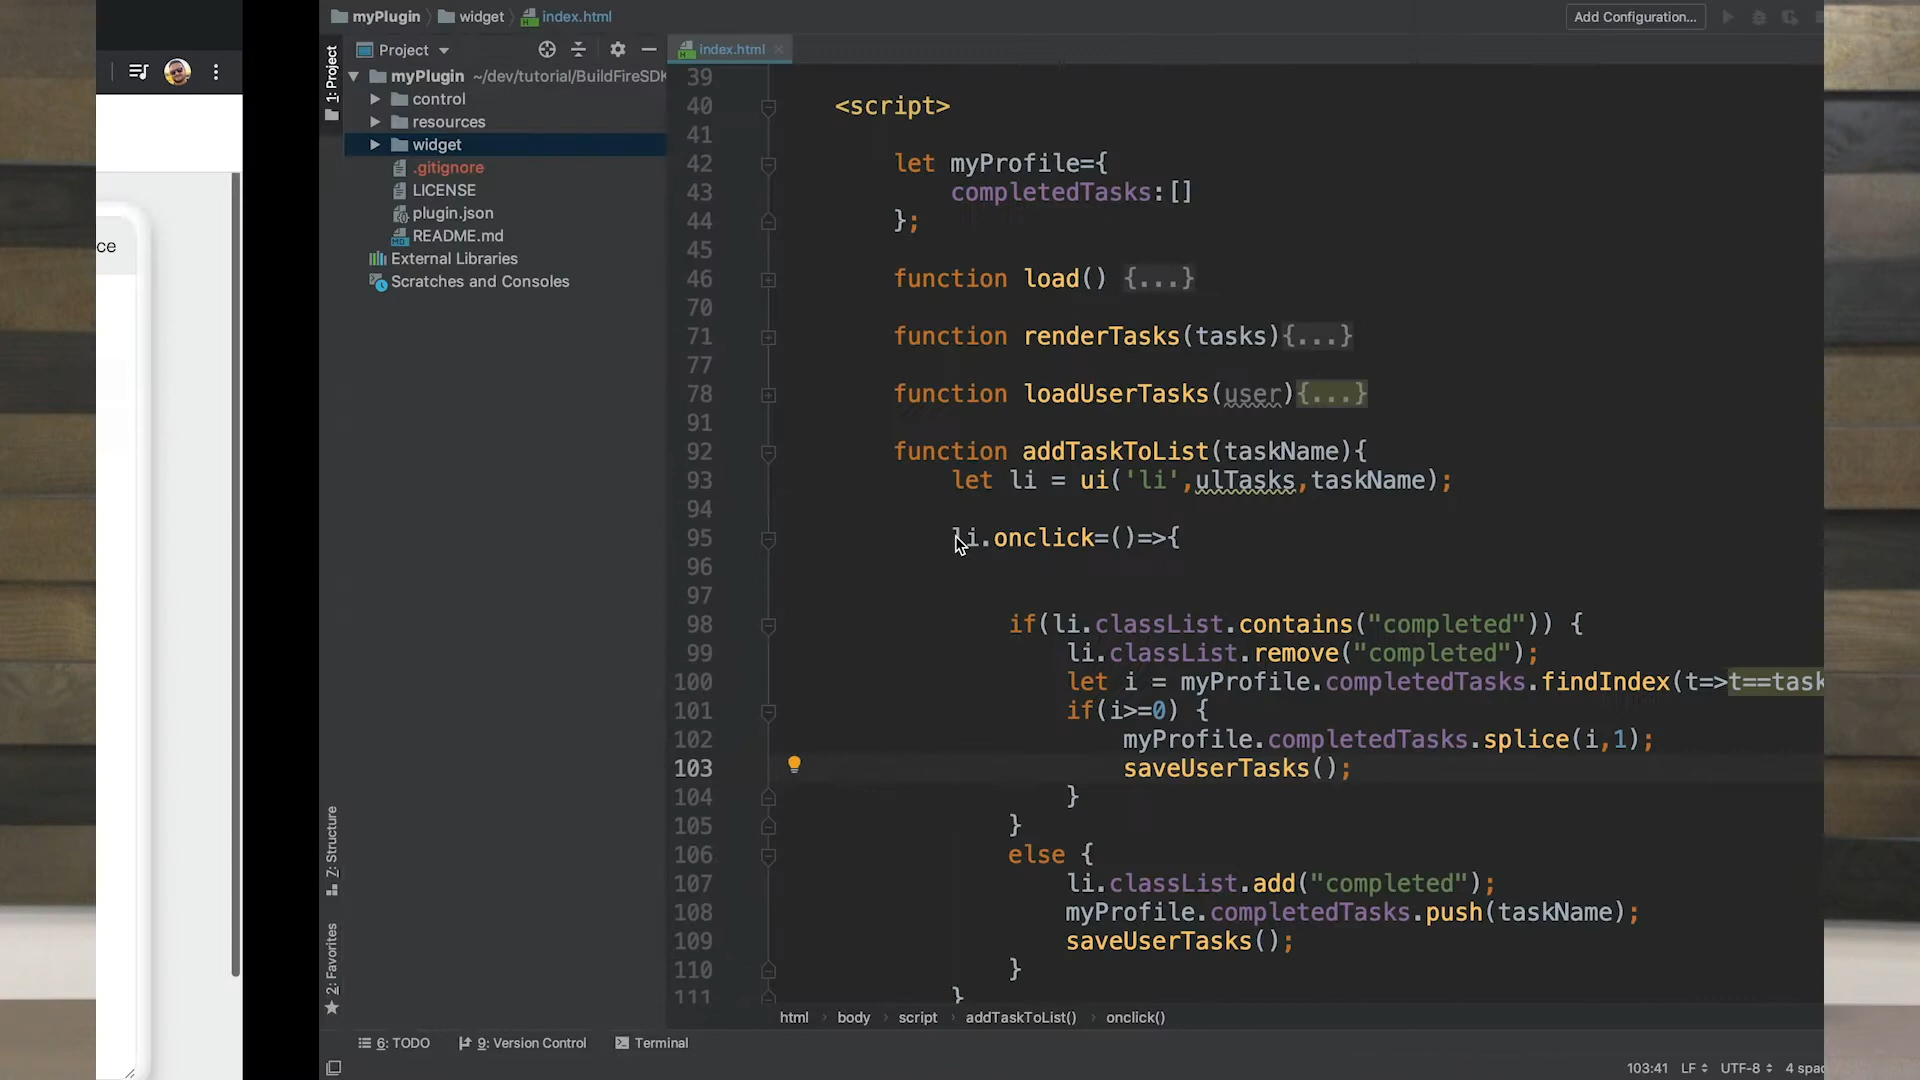 myPlugin widget index.html
Add Configuration...
Project
index.html
1: Project
myPlugin ~/dev/tutorial/BuildFireSDK
control
resources
widget
.gitignore
LICENSE
plugin.json
README.md
External Libraries
Scratches and Consoles
ce
39
40 <script>
41
42 let myProfile={
43 completedTasks:[]
44 };
45
46 function load() {...}
70
71 function renderTasks(tasks){...}
77
78 function loadUserTasks(user){...}
91
92 function addTaskToList(taskName){
93 let li = ui('li',ulTasks,taskName);
94
95 li.onclick=()=>{
96
97
98 if(li.classList.contains("completed")) {
99 li.classList.remove("completed");
100 let i = myProfile.completedTasks.findIndex(t=>t==task
101 if(i>=0) {
102 myProfile.completedTasks.splice(i,1);
103 saveUserTasks();
104 }
105 }
106 else {
107 li.classList.add("completed");
108 myProfile.completedTasks.push(taskName);
109 saveUserTasks();
110 }
111 }
Z: Structure
2: Favorites
html body script addTaskToList() onclick()
6: TODO 9: Version Control Terminal
103:41 LF UTF-8 4 spac